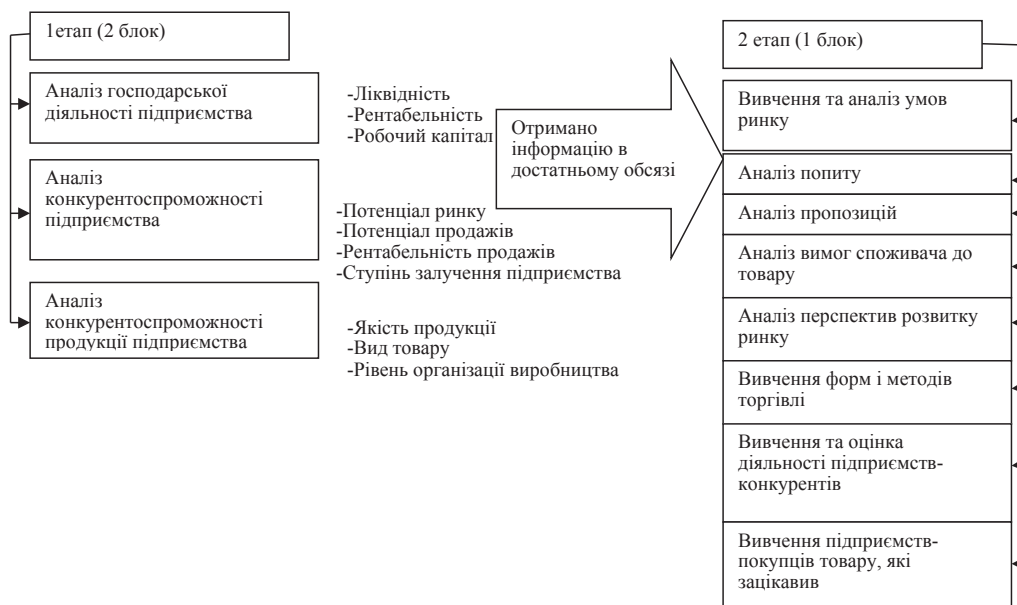 1етап (2 блок)
Аналіз господарської
діяльності підприємства
-Ліквідність
-Рентабельність
-Робочий капітал
Аналіз
конкурентоспроможності
підприємства
-Потенціал ринку
-Потенціал продажів
-Рентабельність продажів
-Ступінь залучення підприємства
Аналіз
конкурентоспроможності
продукції підприємства
-Якість продукції
-Вид товару
-Рівень організації виробництва
Отримано
інформацію в
достатньому обсязі
2 етап (1 блок)
Вивчення та аналіз умов
ринку
Аналіз попиту
Аналіз пропозицій
Аналіз вимог споживача до
товару
Аналіз перспектив розвитку
ринку
Вивчення форм і методів
торгівлі
Вивчення та оцінка
діяльності підприємств-
конкурентів
Вивчення підприємств-
покупців товару, які
зацікавив